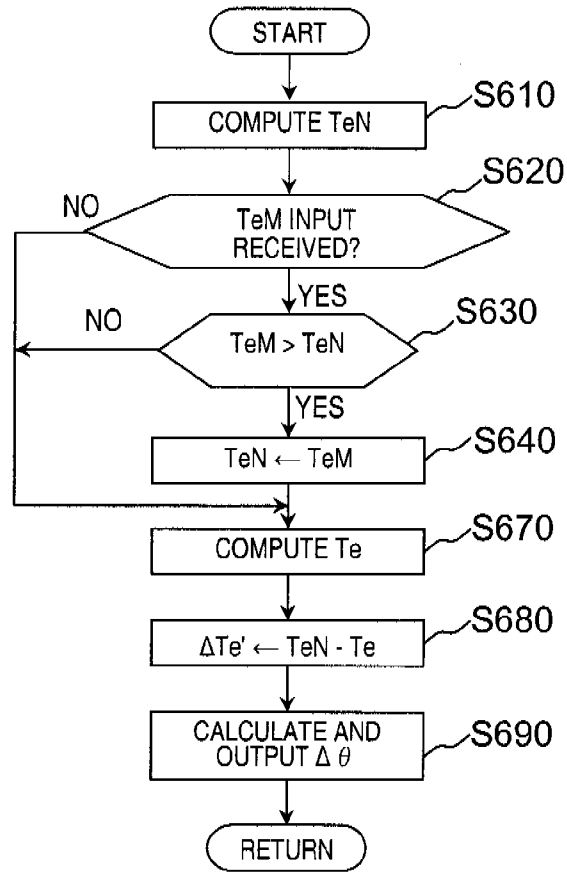 START
S610
COMPUTE TeN
S620
NO
TeM INPUT
RECEIVED?
YES
S630
NO
TeM > TeN
YES
S640
TeN ← TeM
S670
COMPUTE Te
S680
ΔTe' ← TeN - Te
S690
CALCULATE AND
OUTPUT Δ θ
RETURN